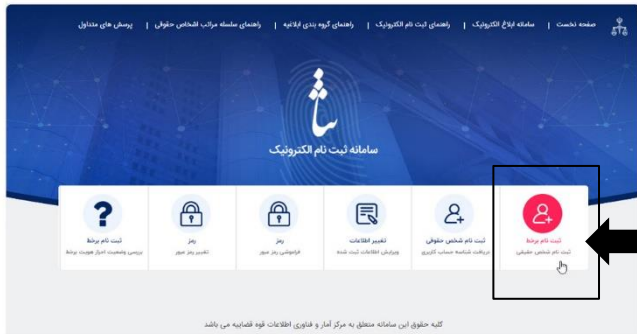 صفحه نخست | سامانه ابلاغ الکترونیک | راهنمای ثبت نام الکترونیک | راهنمای گروه بندی ابلاغیه | راهنمای سلسله مراتب اشخاص حقوقی | پرسش های متداول
ثنا
سامانه ثبت نام الکترونیک
ثبت نام برخط
ثبت نام شخص حقیقی
ثبت نام شخص حقوقی
دریافت شناسه حساب کاربری
تغییر اطلاعات
ویرایش اطلاعات ثبت شده
رمز
فراموشی رمز عبور
رمز
تغییر رمز عبور
ثبت نام برخط
بررسی وضعیت احراز هویت برخط
کلیه حقوق این سامانه متعلق به مرکز آمار و فناوری اطلاعات قوه قضاییه می باشد